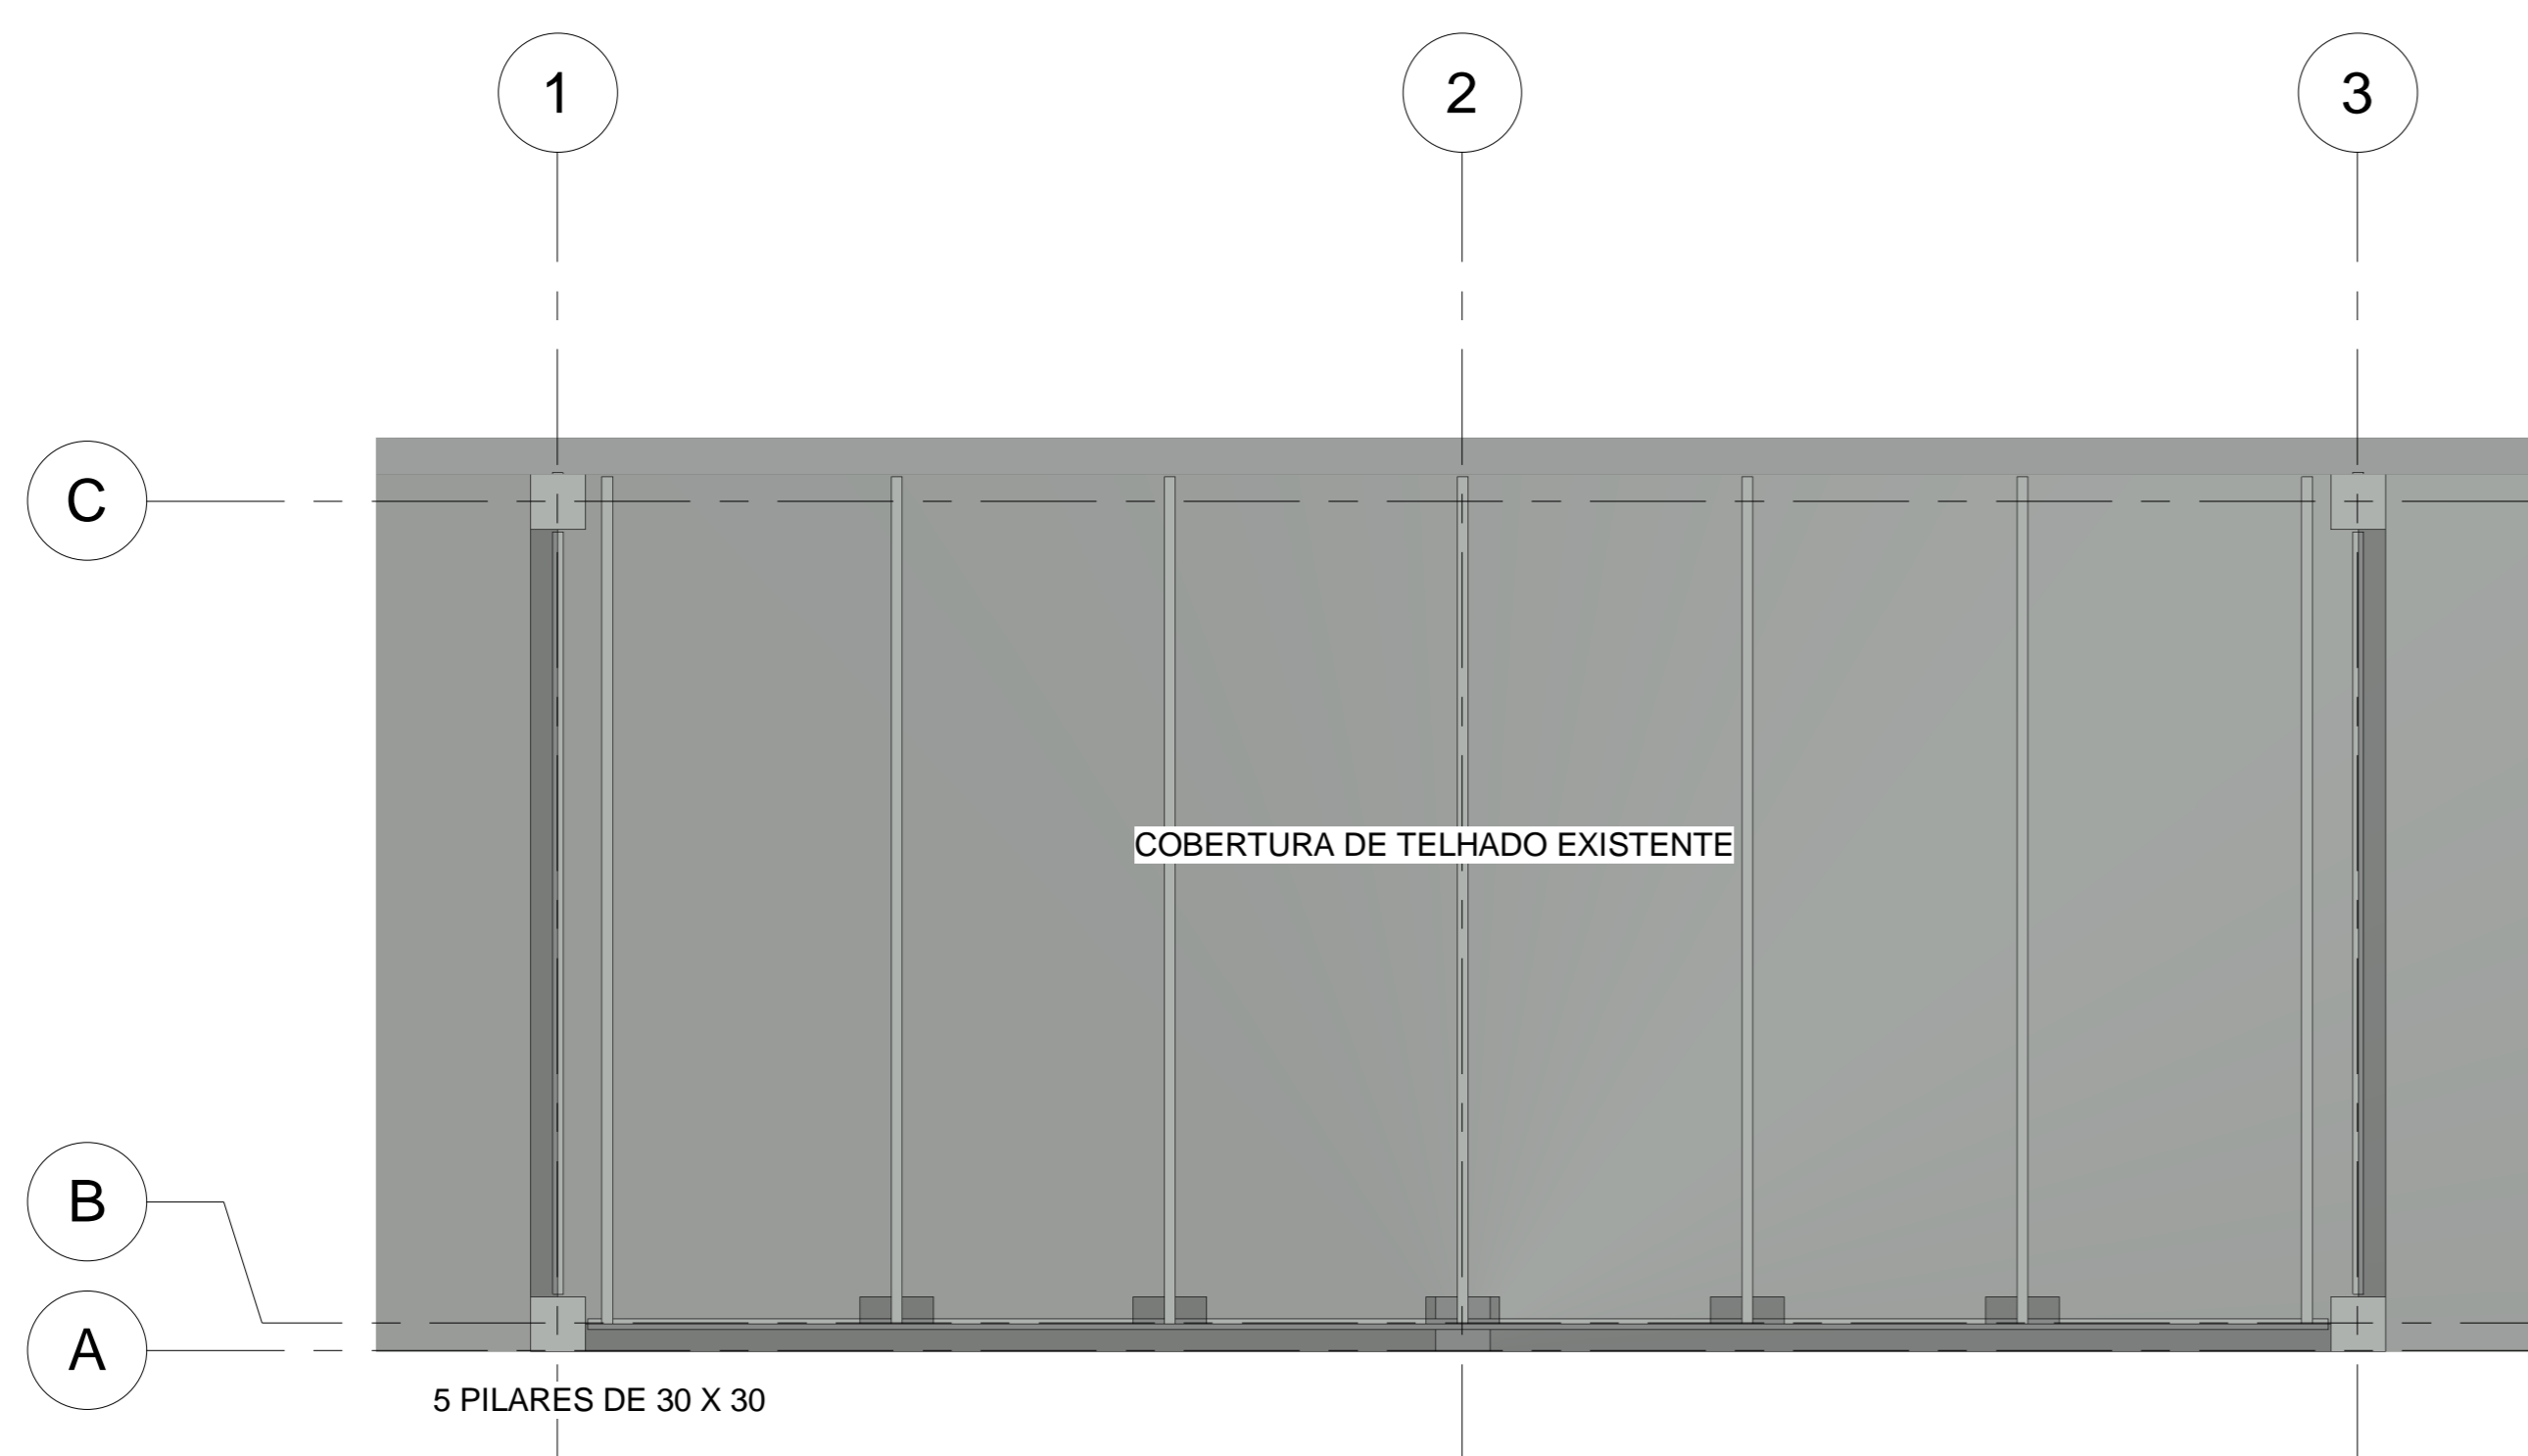 1
2
3
C
COBERTURA DE TELHADO EXISTENTE
B
A
5 PILARES DE 30 X 30